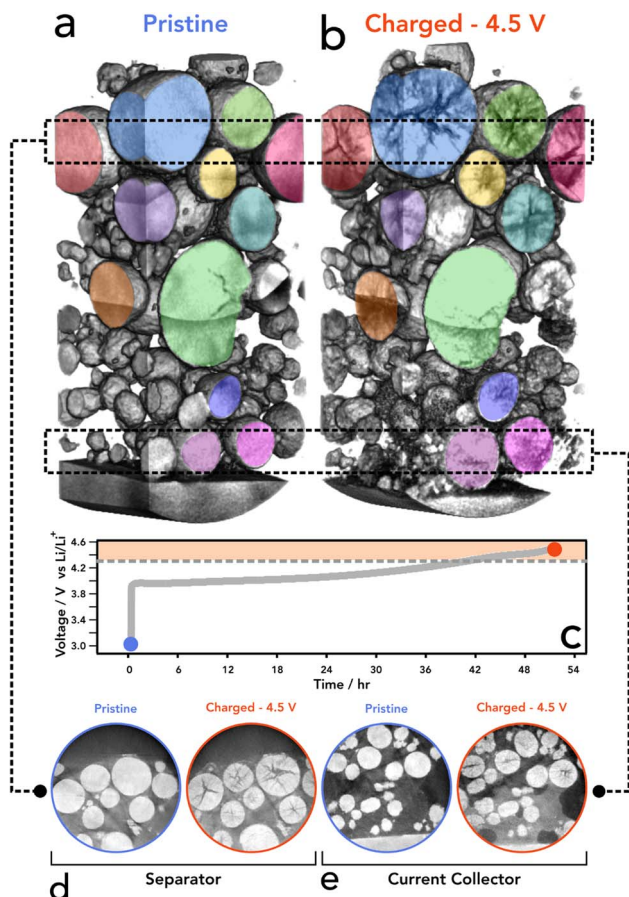 a Pristine b Charged - 4.5 V
4.6
4.2
3.8
3.4
3.0
Voltage / V vs Li/Li⁺
C
0 6 12 18 24 30 36 42 48 54
Time / hr
Pristine Charged - 4.5 V Pristine Charged - 4.5 V
Separator Current Collector
d e